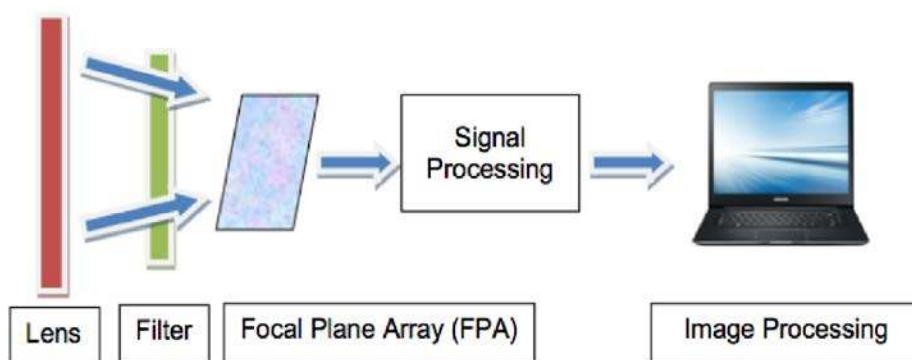 Signal
Processing
Lens
Filter
Focal Plane Array (FPA)
Image Processing